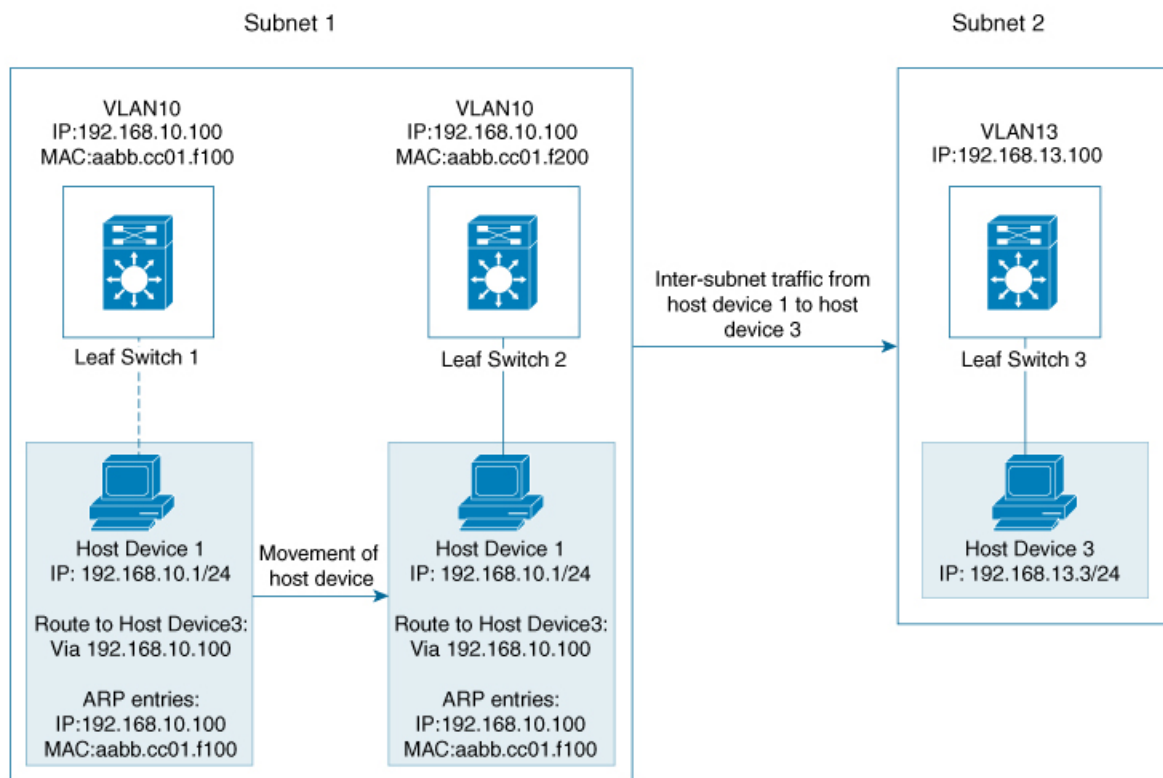 Subnet 1
Subnet 2
VLAN10
IP:192.168.10.100
MAC:aabb.cc01.f100
VLAN10
IP:192.168.10.100
MAC:aabb.cc01.f200
VLAN13
IP:192.168.13.100
Leaf Switch 1
Leaf Switch 2
Inter-subnet traffic from
host device 1 to host
device 3
Leaf Switch 3
Host Device 1
IP: 192.168.10.1/24
Route to Host Device3:
Via 192.168.10.100
ARP entries:
IP:192.168.10.100
MAC:aabb.cc01.f100
Movement of
host device
Host Device 1
IP: 192.168.10.1/24
Route to Host Device3:
Via 192.168.10.100
ARP entries:
IP:192.168.10.100
MAC:aabb.cc01.f100
Host Device 3
IP: 192.168.13.3/24